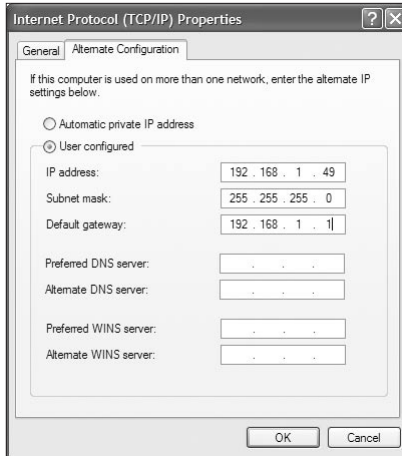 Internet Protocol (TCP/IP) Properties
General Alternate Configuration
If this computer is used on more than one network, enter the alternate IP
settings below.
Automatic private IP address
User configured
IP address: 192 . 168 . 1 . 49
Subnet mask: 255 . 255 . 255 . 0
Default gateway: 192 . 168 . 1 . 1
Preferred DNS server: . . .
Alternate DNS server: . . .
Preferred WINS server: . . .
Alternate WINS server: . . .
OK Cancel